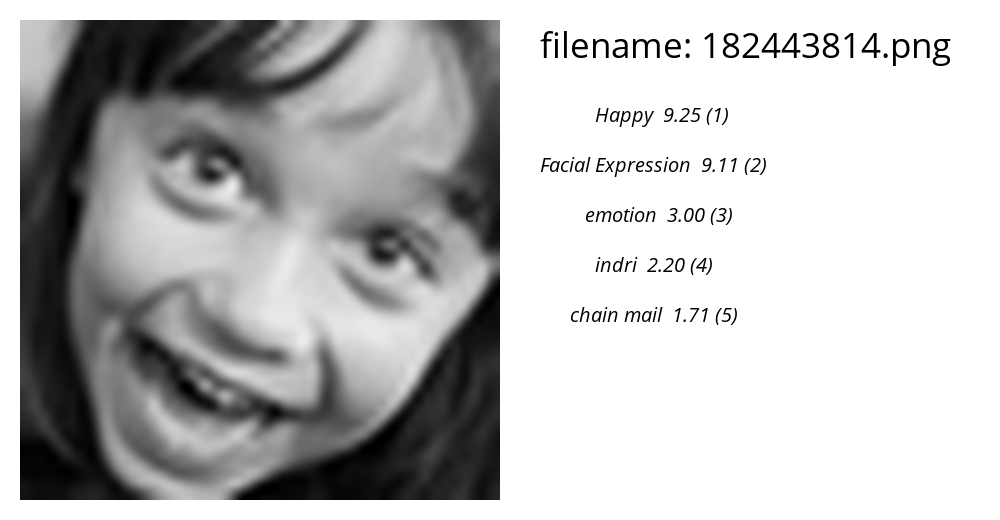 filename: 182443814.png
Happy 9.25 (1)
Facial Expression 9.11 (2)
emotion 3.00 (3)
indri 2.20 (4)
chain mail 1.71 (5)